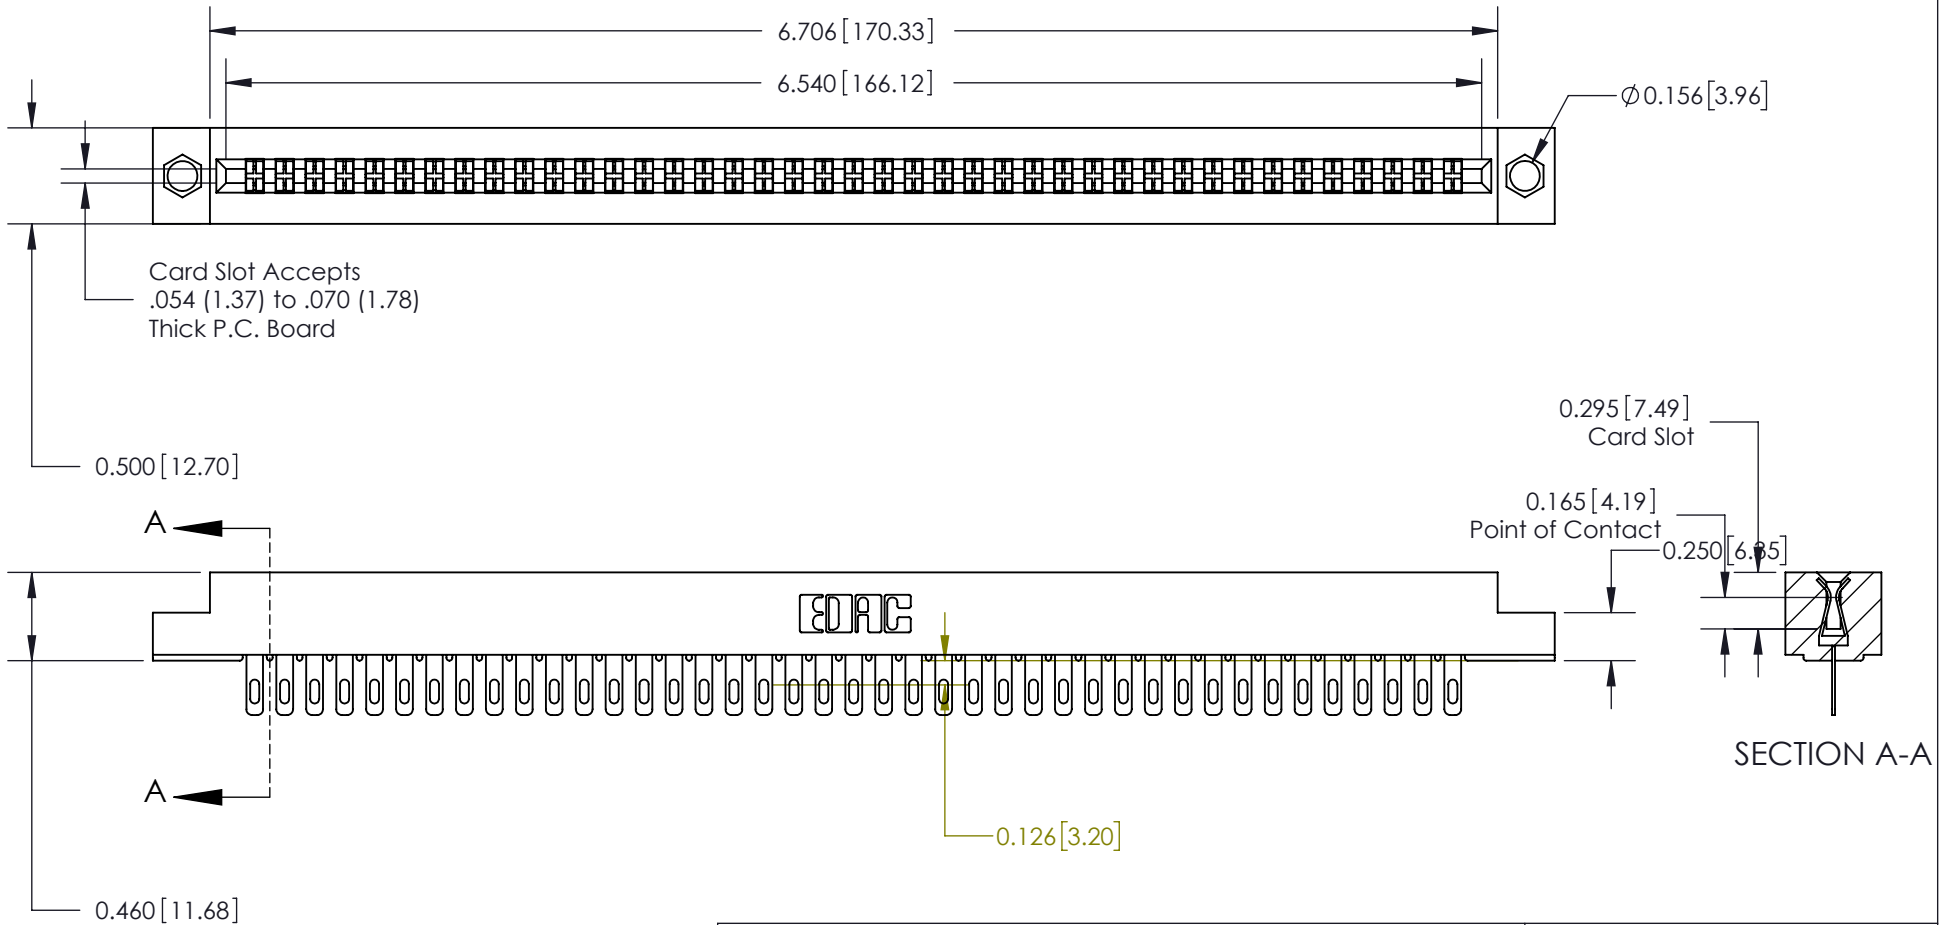 6.706[170.33]
6.540[166.12]
Ø0.156[3.96]
Card Slot Accepts
.054 (1.37) to .070 (1.78)
Thick P.C. Board
0.295[7.49]
Card Slot
0.500[12.70]
0.165[4.19]
Point of Contact
A
0.250[6.35]
EDAC
SECTION A-A
A
0.126[3.20]
0.460[11.68]